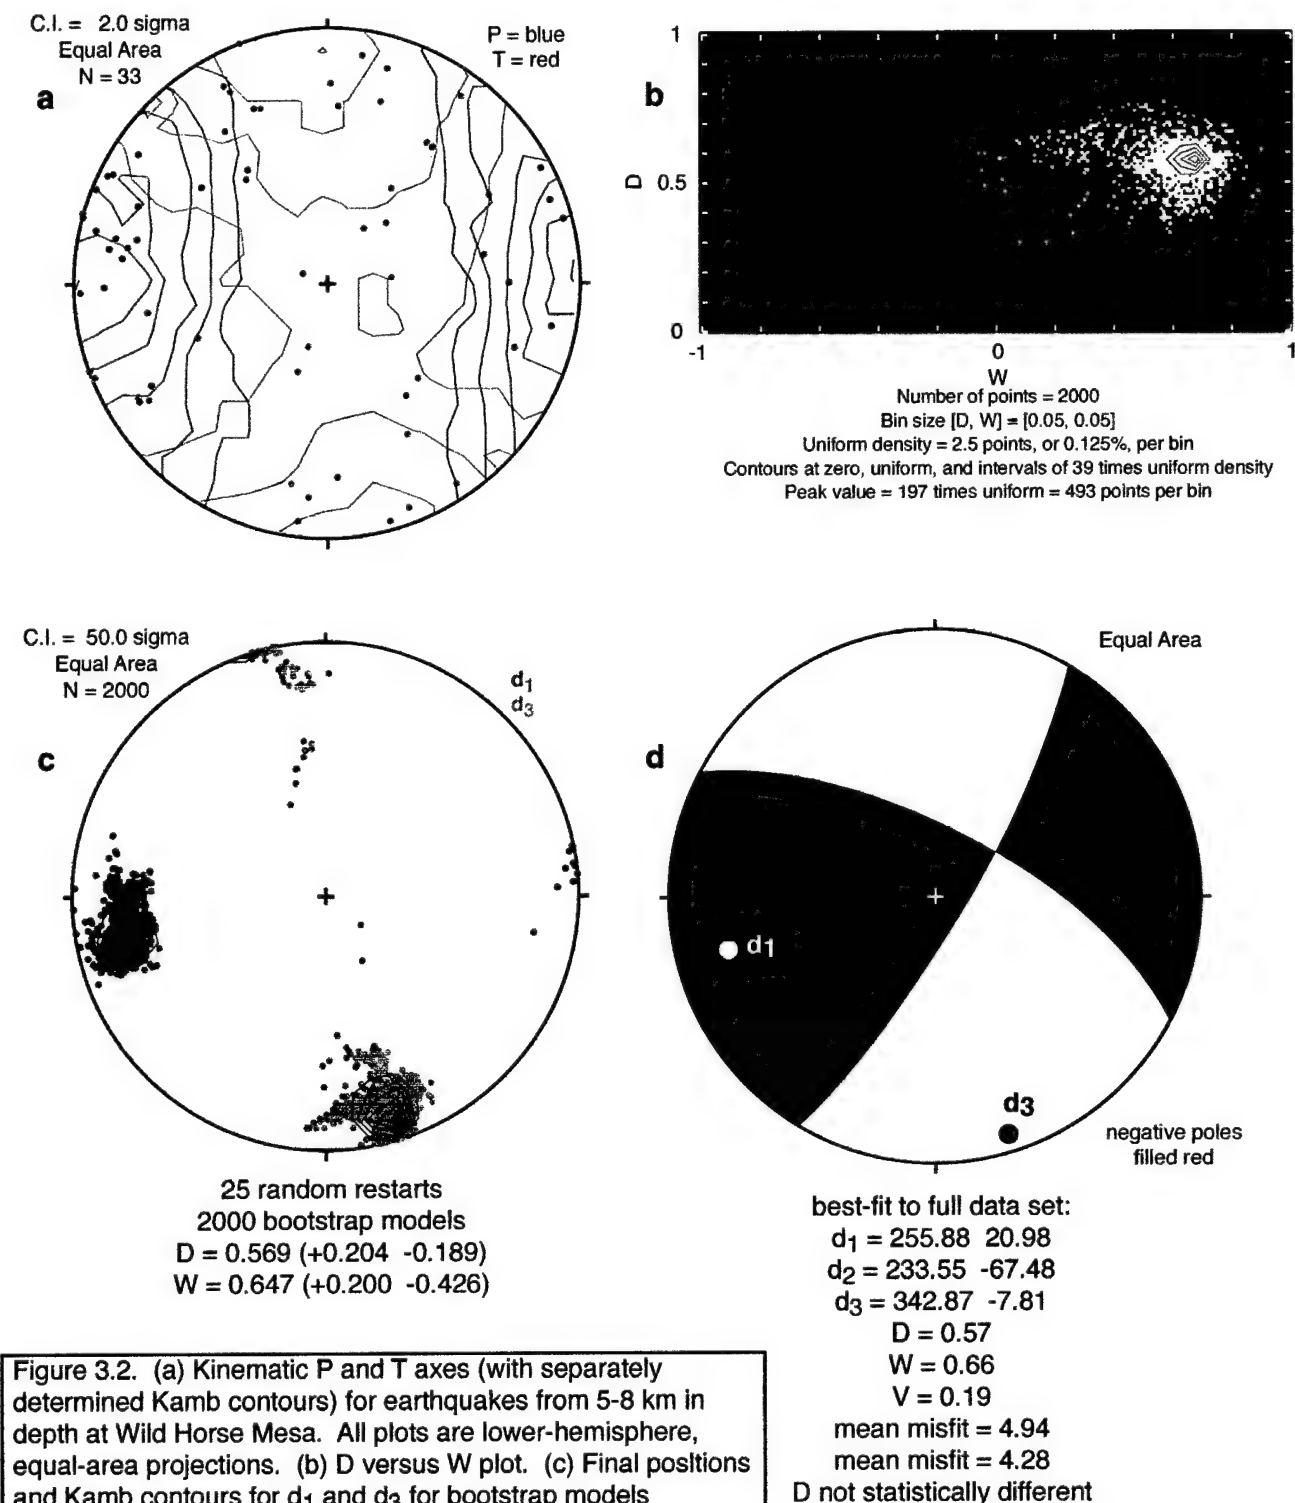 C.I. = 2.0 sigma
Equal Area
N = 33
P = blue
T = red
a
b
1
D
0.5
0
-1
0
1
W
Number of points = 2000
Bin size [D, W] = [0.05, 0.05]
Uniform density = 2.5 points, or 0.125%, per bin
Contours at zero, uniform, and intervals of 39 times uniform density
Peak value = 197 times uniform = 493 points per bin
C.I. = 50.0 sigma
Equal Area
N = 2000
d1
d3
c
25 random restarts
2000 bootstrap models
D = 0.569 (+0.204 -0.189)
W = 0.647 (+0.200 -0.426)
Equal Area
d
d1
d3
negative poles
filled red
best-fit to full data set:
d1 = 255.88 20.98
d2 = 233.55 -67.48
d3 = 342.87 -7.81
D = 0.57
W = 0.66
V = 0.19
mean misfit = 4.94
mean misfit = 4.28
D not statistically different
Figure 3.2. (a) Kinematic P and T axes (with separately
determined Kamb contours) for earthquakes from 5-8 km in
depth at Wild Horse Mesa. All plots are lower-hemisphere,
equal-area projections. (b) D versus W plot. (c) Final positions
and Kamb contours for d1 and d3 for bootstrap models